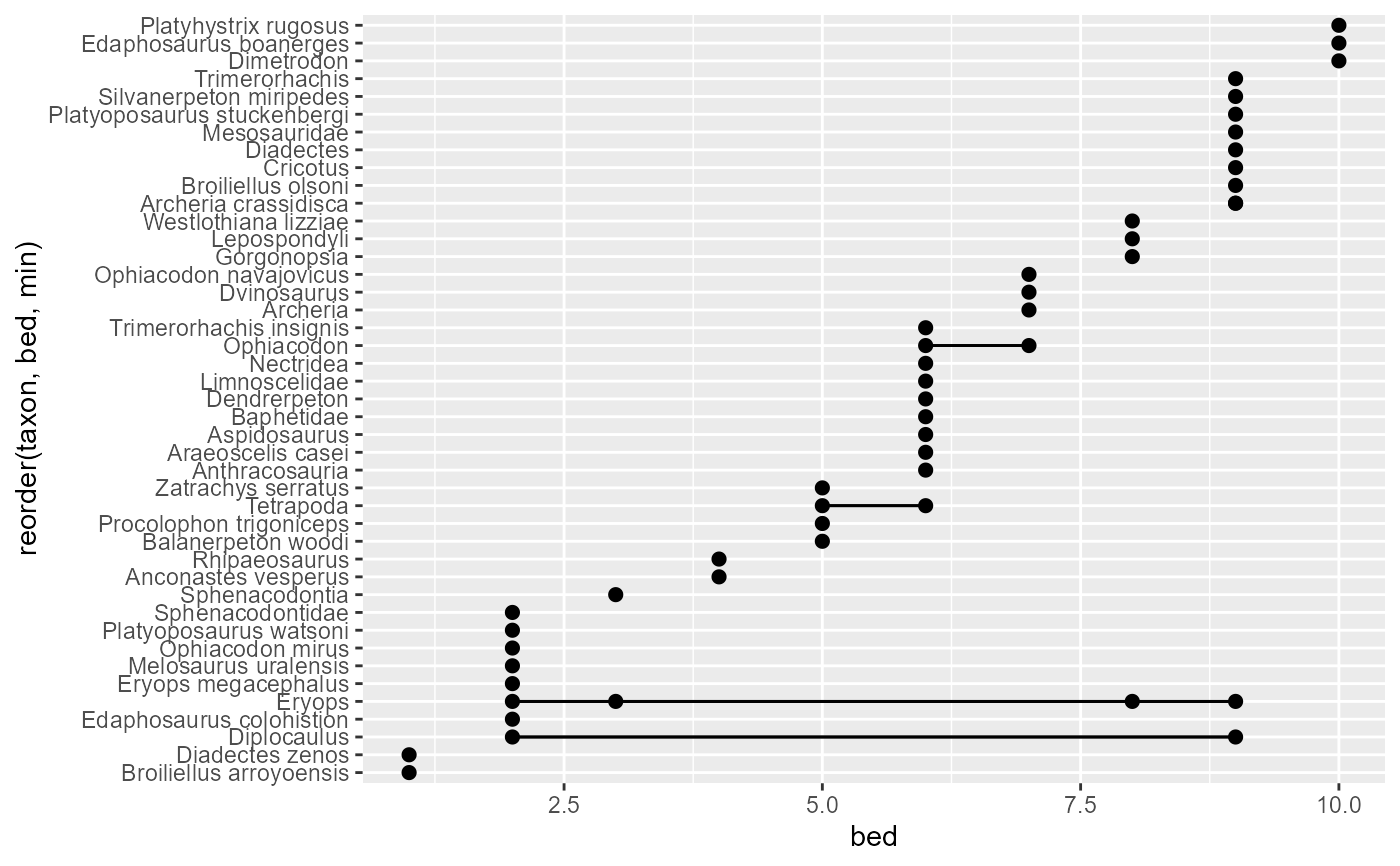 Platyhystrix rugosus
Edaphosaurus boanerges
Dimetrodon
Trimerorhachis
Silvanerpeton miripedes
Platyoposaurus stuckenbergi
Mesosauridae
Diadectes
Cricotus
Broiliellus olsoni
Archeria crassidisca
Westlothiana lizziae
Lepospondyli
Gorgonopsia
Ophiacodon navajovicus
Dvinosaurus
Archeria
Trimerorhachis insignis
Ophiacodon
Nectridea
Limnoscelidae
Dendrerpeton
Baphetidae
Aspidosaurus
Araeoscelis casei
Anthracosauria
Zatrachys serratus
Tetrapoda
Procolophon trigoniceps
Balanerpeton woodi
Rhipaeosaurus
Anconastes vesperus
Sphenacodontia
Sphenacodontidae
Platyoposaurus watsoni
Ophiacodon mirus
Melosaurus uralensis
Eryops megacephalus
Eryops
Edaphosaurus colohistion
Diplocaulus
Diadectes zenos
Broiliellus arroyoensis
reorder(taxon, bed, min)
2.5 5.0 7.5 10.0
bed